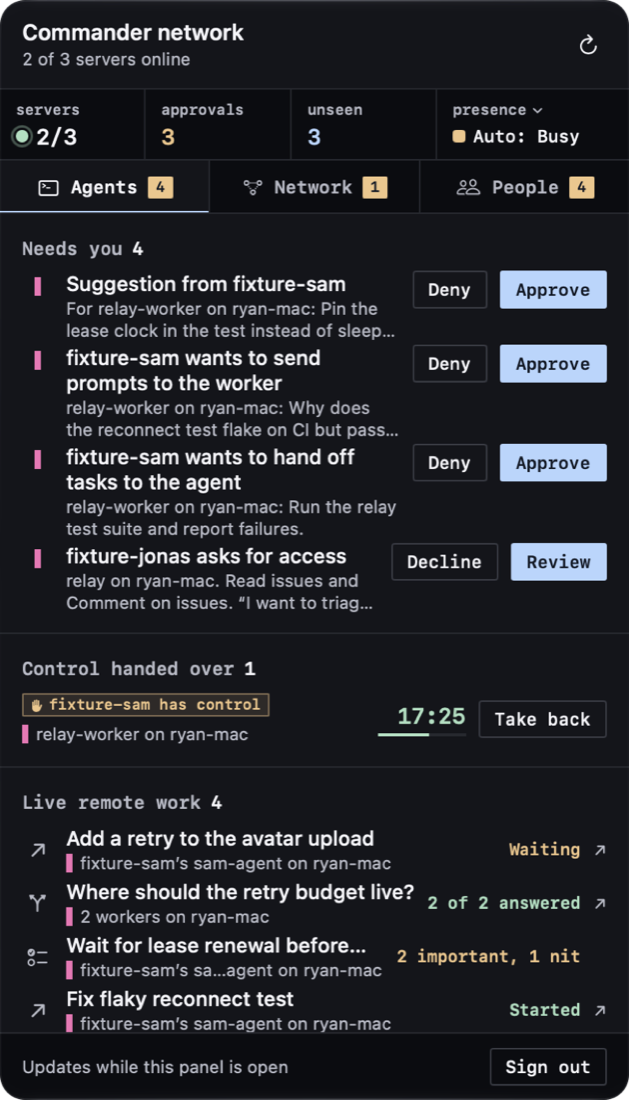 Commander network
2 of 3 servers online
servers
2/3
approvals
3
unseen
3
presence
Auto: Busy
Agents 4
Network 1
People 4
Needs you 4
Suggestion from fixture-sam
For relay-worker on ryan-mac: Pin the
lease clock in the test instead of sleep...
Deny
Approve
fixture-sam wants to send
prompts to the worker
relay-worker on ryan-mac: Why does
the reconnect test flake on CI but pass...
Deny
Approve
fixture-sam wants to hand off
tasks to the agent
relay-worker on ryan-mac: Run the relay
test suite and report failures.
Deny
Approve
fixture-jonas asks for access
relay on ryan-mac. Read issues and
Comment on issues. “I want to triag...
Decline
Review
Control handed over 1
fixture-sam has control
relay-worker on ryan-mac
17:25
Take back
Live remote work 4
Add a retry to the avatar upload
fixture-sam’s sam-agent on ryan-mac
Waiting
Where should the retry budget live?
2 workers on ryan-mac
2 of 2 answered
Wait for lease renewal before...
fixture-sam’s sa...agent on ryan-mac
2 important, 1 nit
Fix flaky reconnect test
fixture-sam’s sam-agent on ryan-mac
Started
Updates while this panel is open
Sign out